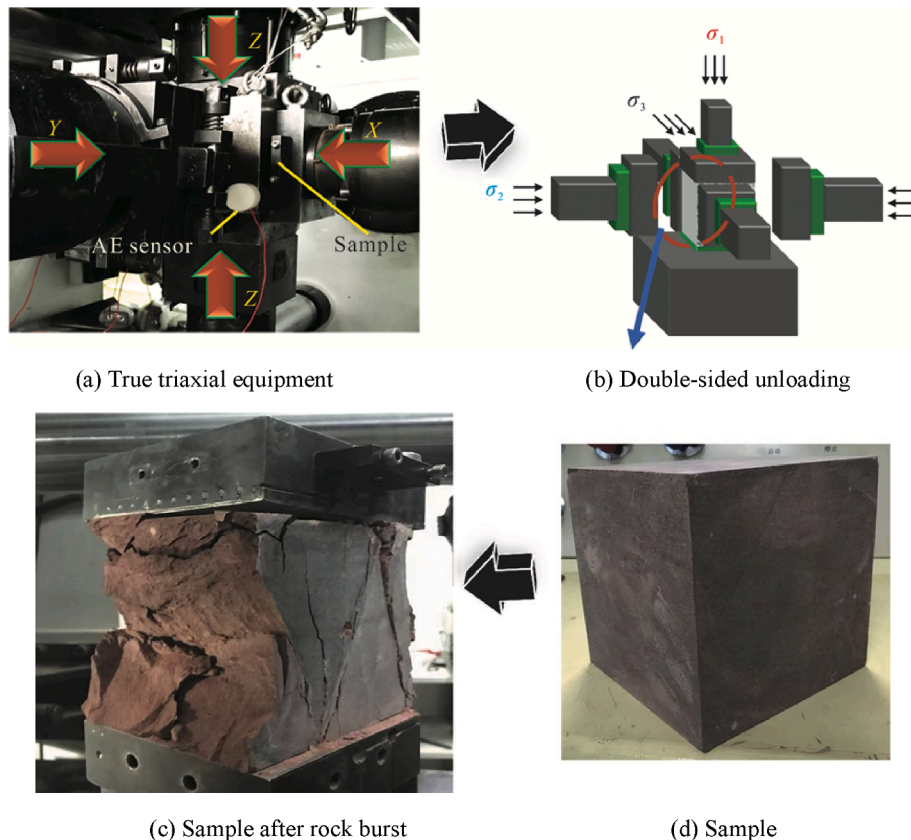 Z
Y
X
AE sensor
Sample
Z
σ1
σ3
σ2
(a) True triaxial equipment
(b) Double-sided unloading
(c) Sample after rock burst
(d) Sample